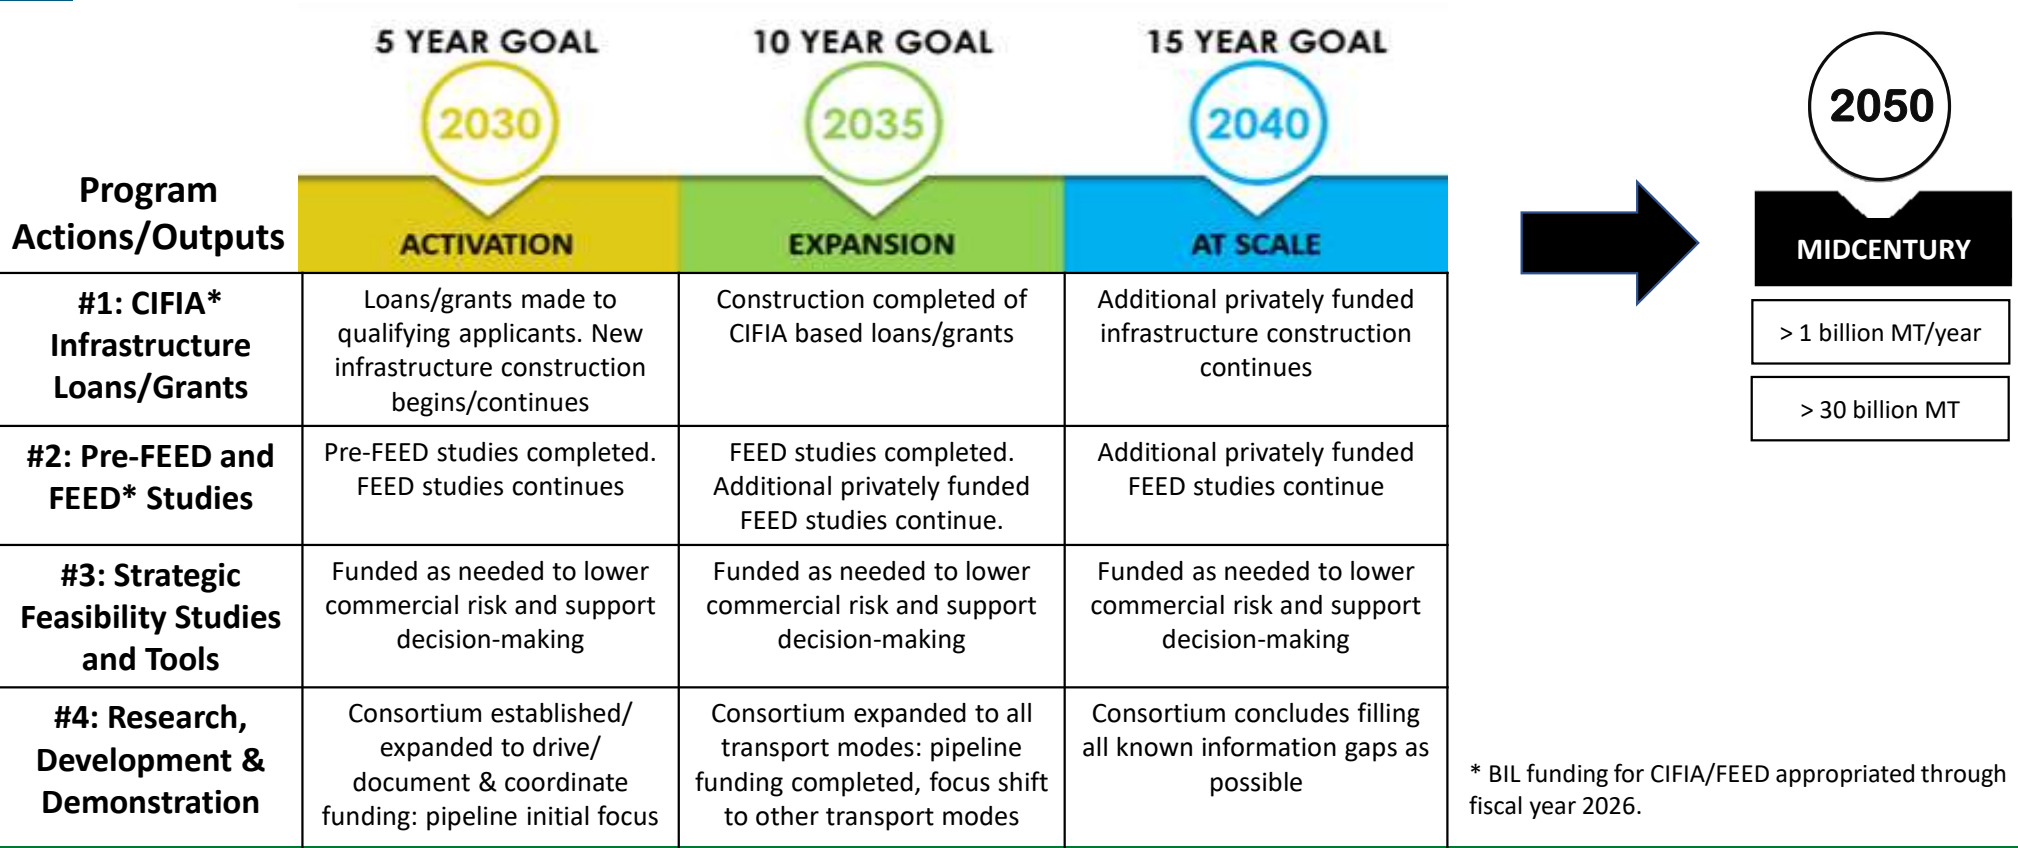 5 YEAR GOAL
10 YEAR GOAL
15 YEAR GOAL
2030
2035
2040
2050
Program
Actions/Outputs
ACTIVATION
EXPANSION
AT SCALE
MIDCENTURY
#1: CIFIA*
Infrastructure
Loans/Grants
Loans/grants made to
qualifying applicants. New
infrastructure construction
begins/continues
Construction completed of
CIFIA based loans/grants
Additional privately funded
infrastructure construction
continues
> 1 billion MT/year
> 30 billion MT
#2: Pre-FEED and
FEED* Studies
Pre-FEED studies completed.
FEED studies continues
FEED studies completed.
Additional privately funded
FEED studies continue.
Additional privately funded
FEED studies continue
#3: Strategic
Feasibility Studies
and Tools
Funded as needed to lower
commercial risk and support
decision-making
Funded as needed to lower
commercial risk and support
decision-making
Funded as needed to lower
commercial risk and support
decision-making
#4: Research,
Development &
Demonstration
Consortium established/
expanded to drive/
document & coordinate
funding: pipeline initial focus
Consortium expanded to all
transport modes: pipeline
funding completed, focus shift
to other transport modes
Consortium concludes filling
all known information gaps as
possible
* BIL funding for CIFIA/FEED appropriated through
fiscal year 2026.